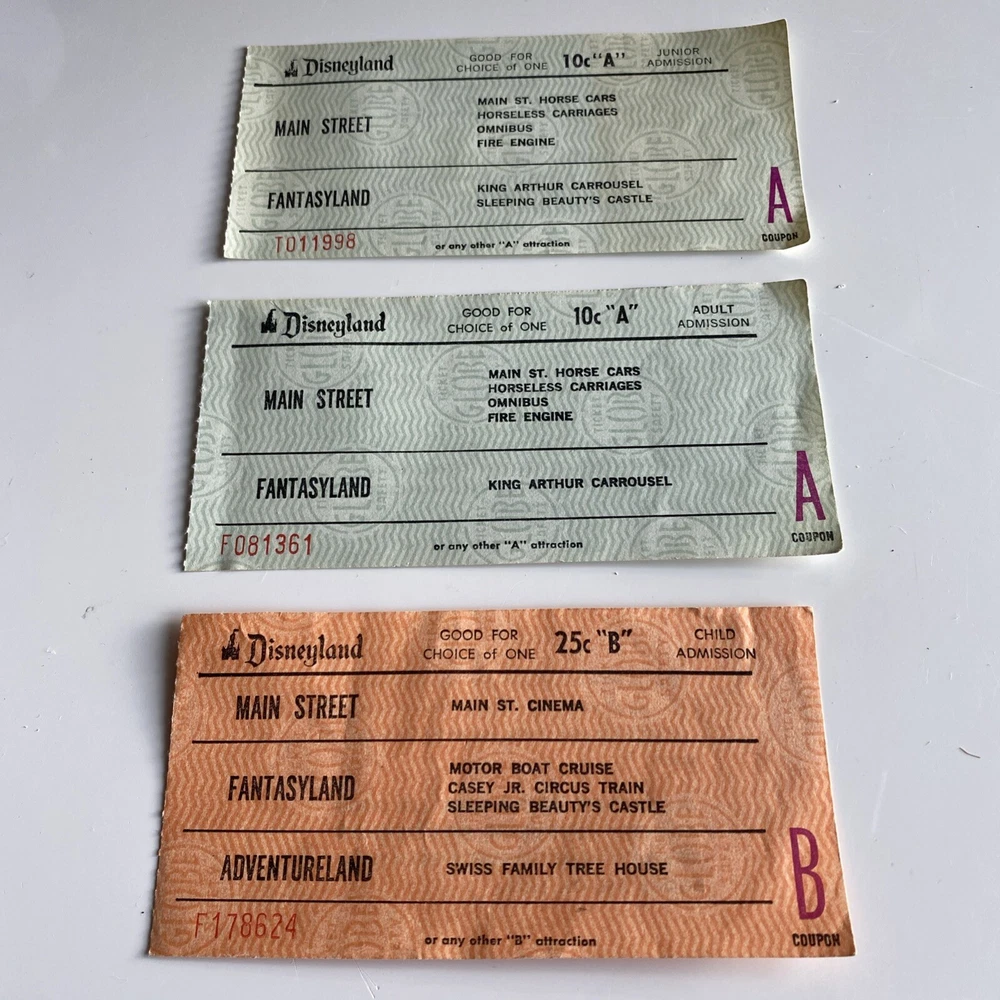 Disneyland GOOD FOR CHOICE of ONE 10c "A" JUNIOR ADMISSION
MAIN STREET
MAIN ST. HORSE CARS
HORSELESS CARRIAGES
OMNIBUS
FIRE ENGINE
FANTASYLAND
KING ARTHUR CARROUSEL
SLEEPING BEAUTY'S CASTLE
A
COUPON
T011998
or any other "A" attraction
Disneyland GOOD FOR CHOICE of ONE 10c "A" ADULT ADMISSION
MAIN STREET
MAIN ST. HORSE CARS
HORSELESS CARRIAGES
OMNIBUS
FIRE ENGINE
FANTASYLAND
KING ARTHUR CARROUSEL
A
COUPON
F081361
or any other "A" attraction
Disneyland GOOD FOR CHOICE of ONE 25c "B" CHILD ADMISSION
MAIN STREET
MAIN ST. CINEMA
FANTASYLAND
MOTOR BOAT CRUISE
CASEY JR. CIRCUS TRAIN
SLEEPING BEAUTY'S CASTLE
ADVENTURELAND
SWISS FAMILY TREE HOUSE
B
COUPON
F178624
or any other "B" attraction